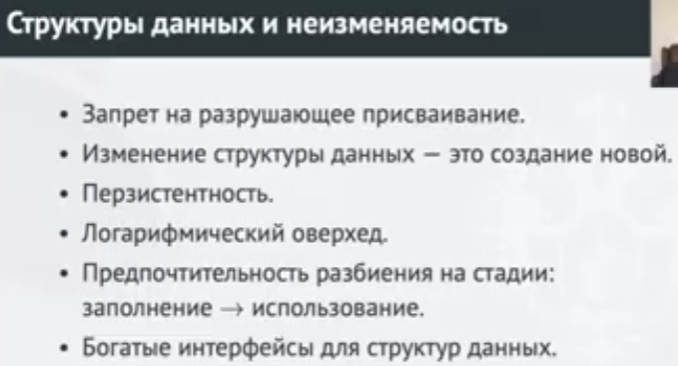 Структуры данных и неизменяемость
• Запрет на разрушающее присваивание.
• Изменение структуры данных — это создание новой.
• Перзистентность.
• Логарифмический оверхед.
• Предпочтительность разбиения на стадии:
заполнение → использование.
• Богатые интерфейсы для структур данных.